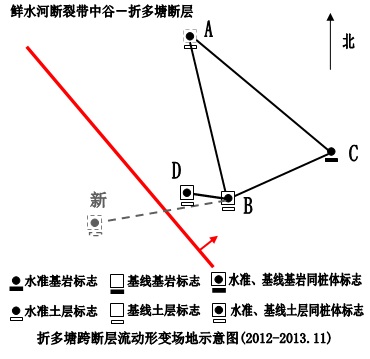 鲜水河断裂带中谷－折多塘断层
A
北
C
D
新
B
水准基岩标志 基线基岩标志 水准、基线基岩同桩体标志
水准土层标志 基线土层标志 水准、基线土层同桩体标志
折多塘跨断层流动形变场地示意图(2012-2013.11)